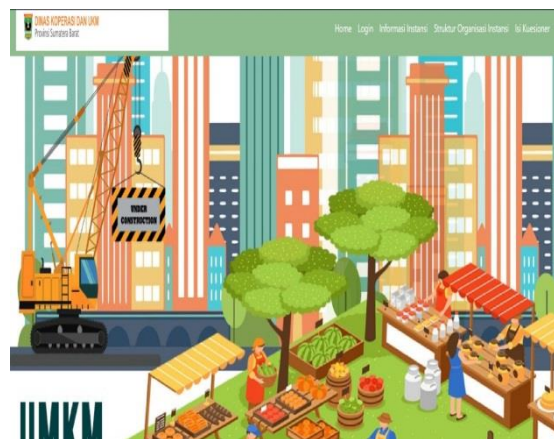 DINAS KOPERASI DAN UKM
Provinsi Sumatera Barat
Home Login Informasi Instansi Struktur Organisasi Instansi Isi Kuesioner
UNDER
CONSTRUCTION
UMKM